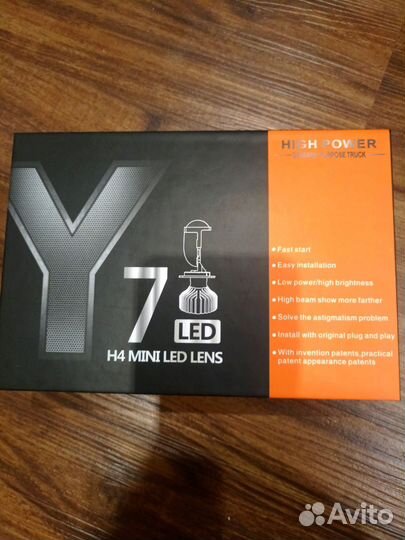 Y7
LED
H4 MINI LED LENS
HIGH POWER
TRUCK
Fast start
Easy installation
Low power/high brightness
High beam show more farther
Solve the astigmatism problem
Install with original plug and play
With invention patents,practical
patent appearance patents
Avito